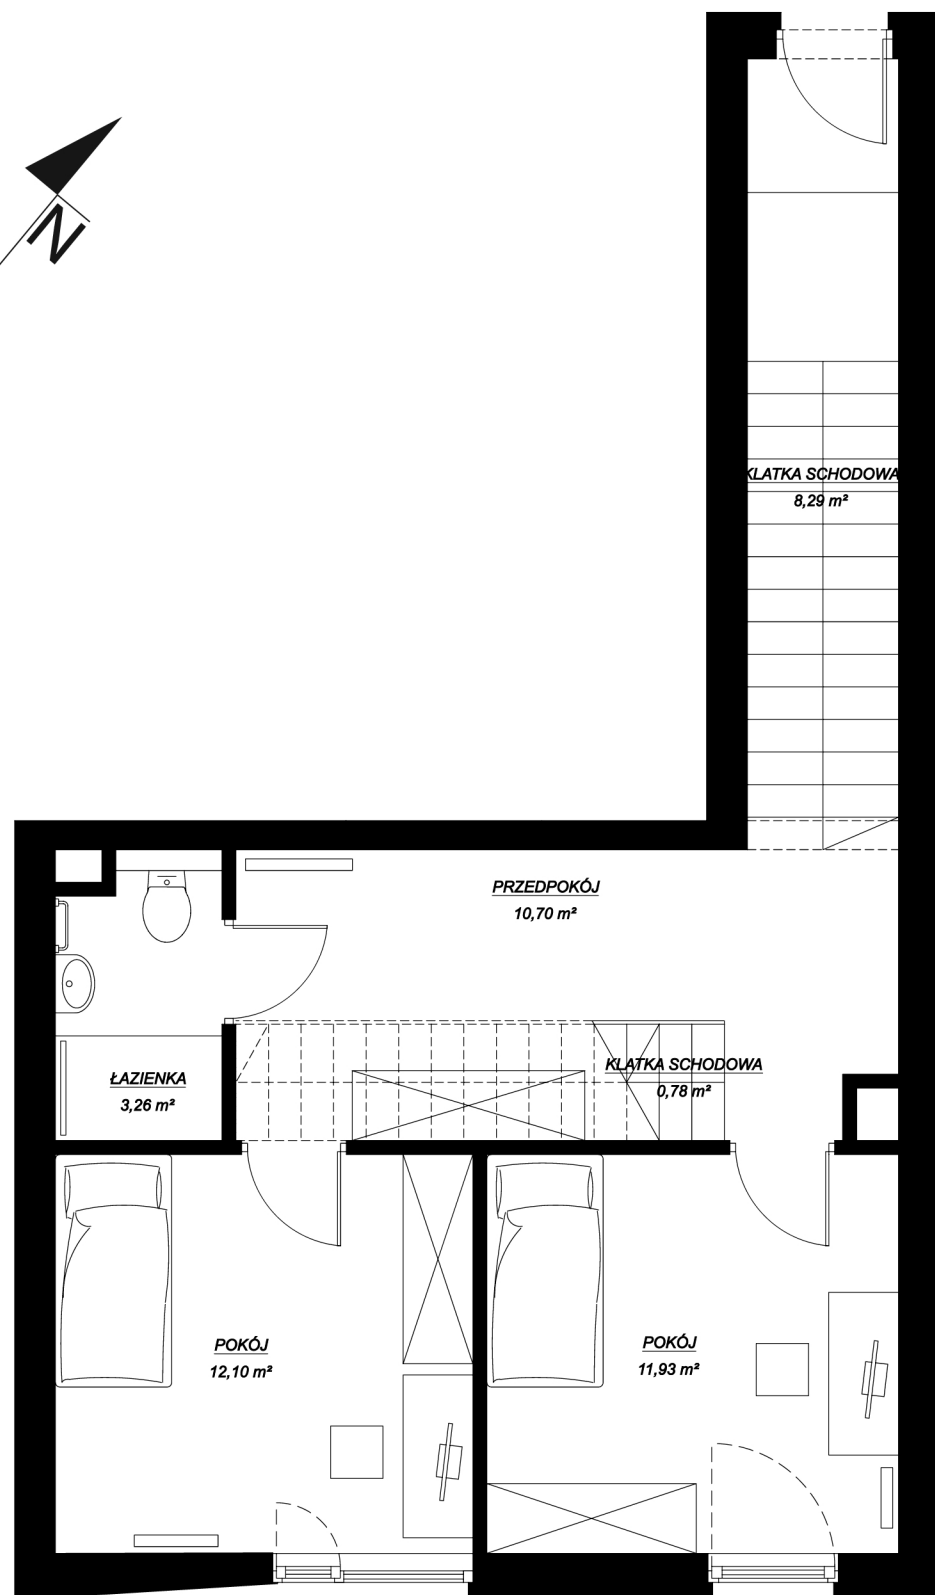 N
KLATKA SCHODOWA
8,29 m²
PRZEDPOKÓJ
10,70 m²
KLATKA SCHODOWA
0,78 m²
ŁAZIENKA
3,26 m²
POKÓJ
12,10 m²
POKÓJ
11,93 m²